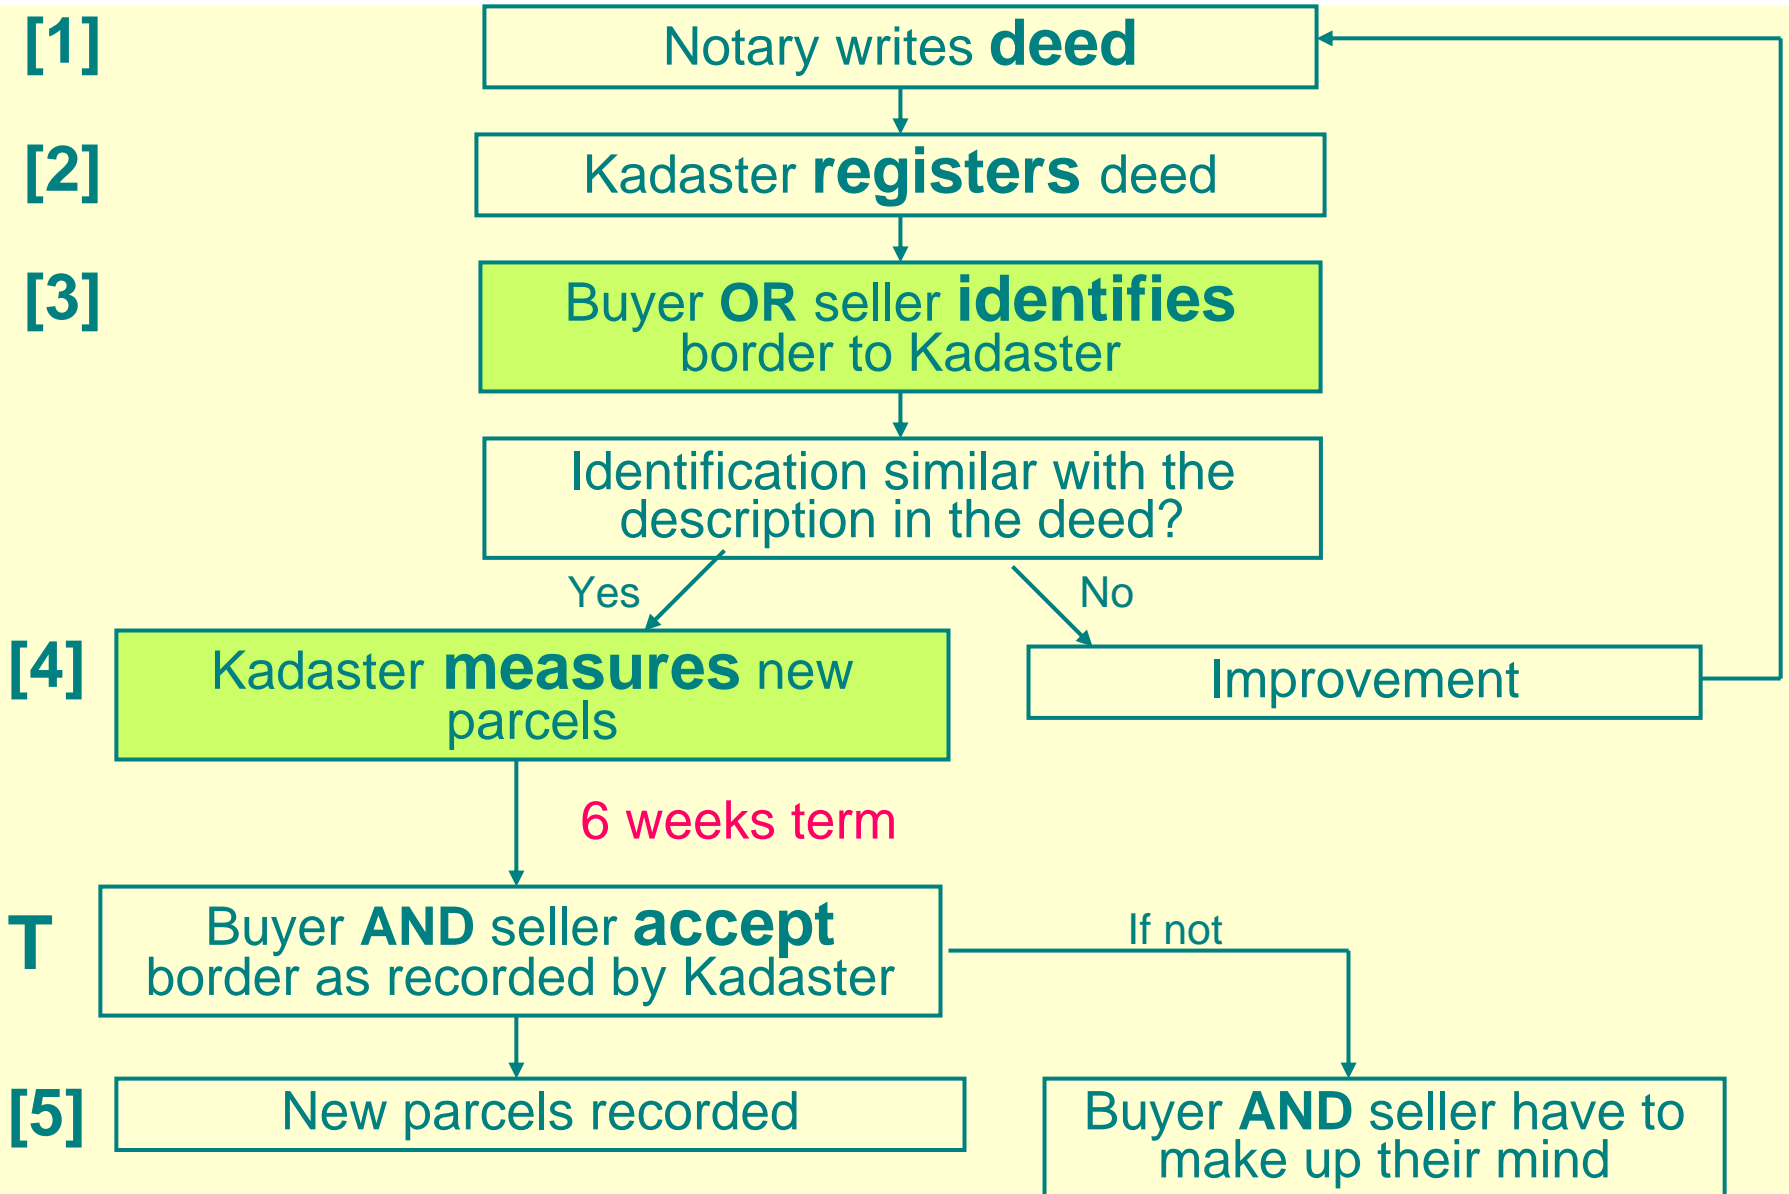 [1]
Notary writes deed
[2]
Kadaster registers deed
[3]
Buyer OR seller identifies
border to Kadaster
Identification similar with the
description in the deed?
Yes
No
[4]
Kadaster measures new
parcels
Improvement
6 weeks term
T
Buyer AND seller accept
border as recorded by Kadaster
If not
[5]
New parcels recorded
Buyer AND seller have to
make up their mind